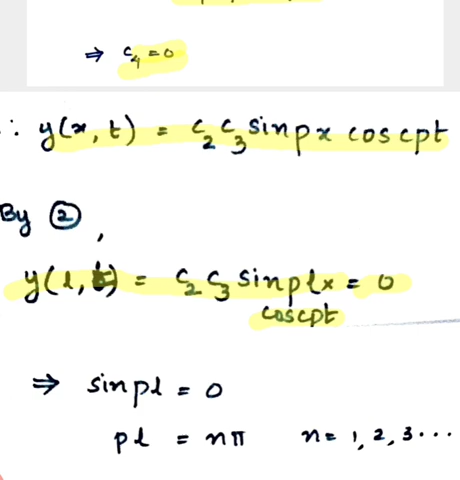 ⇒ c₄ = 0
∴ y(x, t) = c₂ c₃ sin px cos cpt
By ②,
y(l, t) = c₂ c₃ sin plx = 0
cos cpt
⇒ sin pl = 0
pl = nπ n = 1, 2, 3 ...